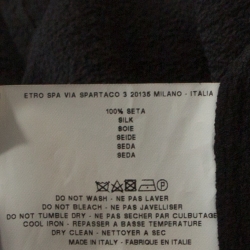 ETRO SPA VIA SPARTACO 3 20135 MILANO - ITALIA
100% SETA
SILK
SOIE
SEIDE
SEDA
SEDA
DO NOT WASH - NE PAS LAVER
DO NOT BLEACH - NE PAS JAVELLISER
DO NOT TUMBLE DRY - NE PAS SECHER PAR CULBUTAGE
COOL IRON - REPASSER A BASSE TEMPERATURE
DRY CLEAN - NETTOYER A SEC
MADE IN ITALY - FABRIQUE EN ITALIE